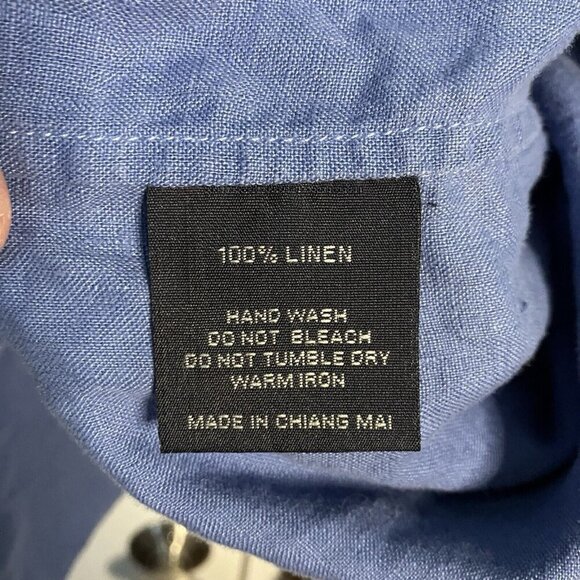 100% LINEN
HAND WASH
DO NOT BLEACH
DO NOT TUMBLE DRY
WARM IRON
MADE IN CHIANG MAI